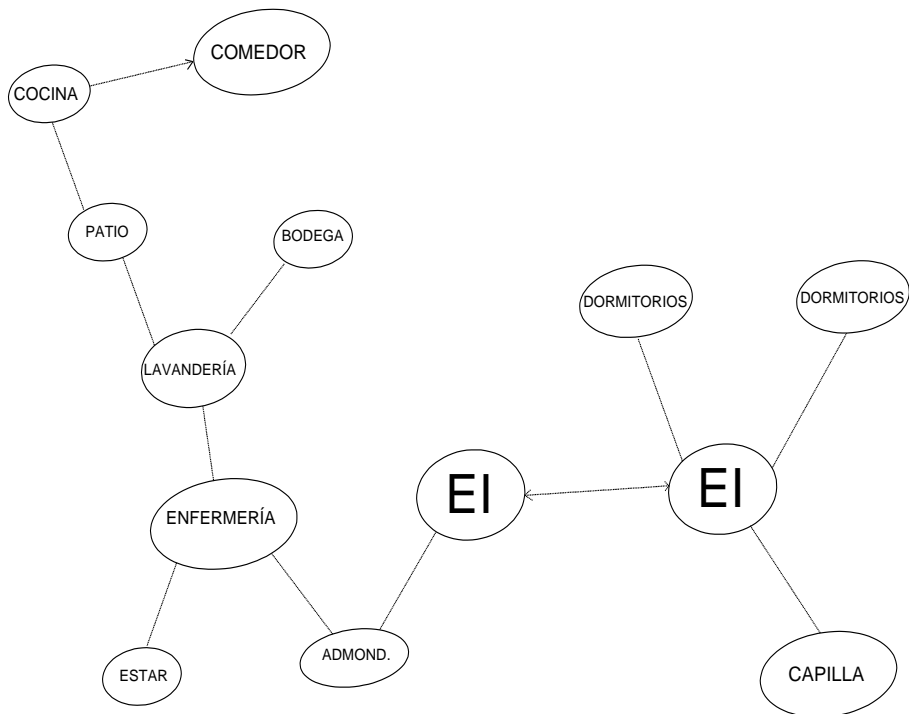 COMEDOR
COCINA
PATIO
BODEGA
DORMITORIOS
DORMITORIOS
LAVANDERÍA
EI
EI
ENFERMERÍA
ADMOND.
ESTAR
CAPILLA